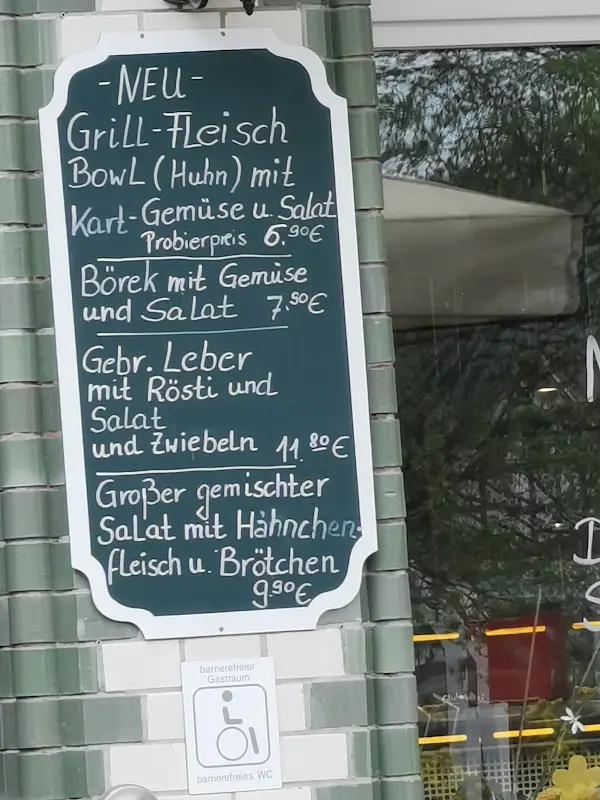 -NEU-
Grill-Fleisch
Bowl (Huhn) mit
Kart-Gemüse u. Salat
Probierpreis 6.90€
Börek mit Gemüse
und Salat 7.90€
Gebr. Leber
mit Rösti und
Salat
und Zwiebeln 11.80€
Großer gemischter
Salat mit Hähnchen-
fleisch u. Brötchen
9.90€
barrierefreier
Gastraum
barrierefreies WC